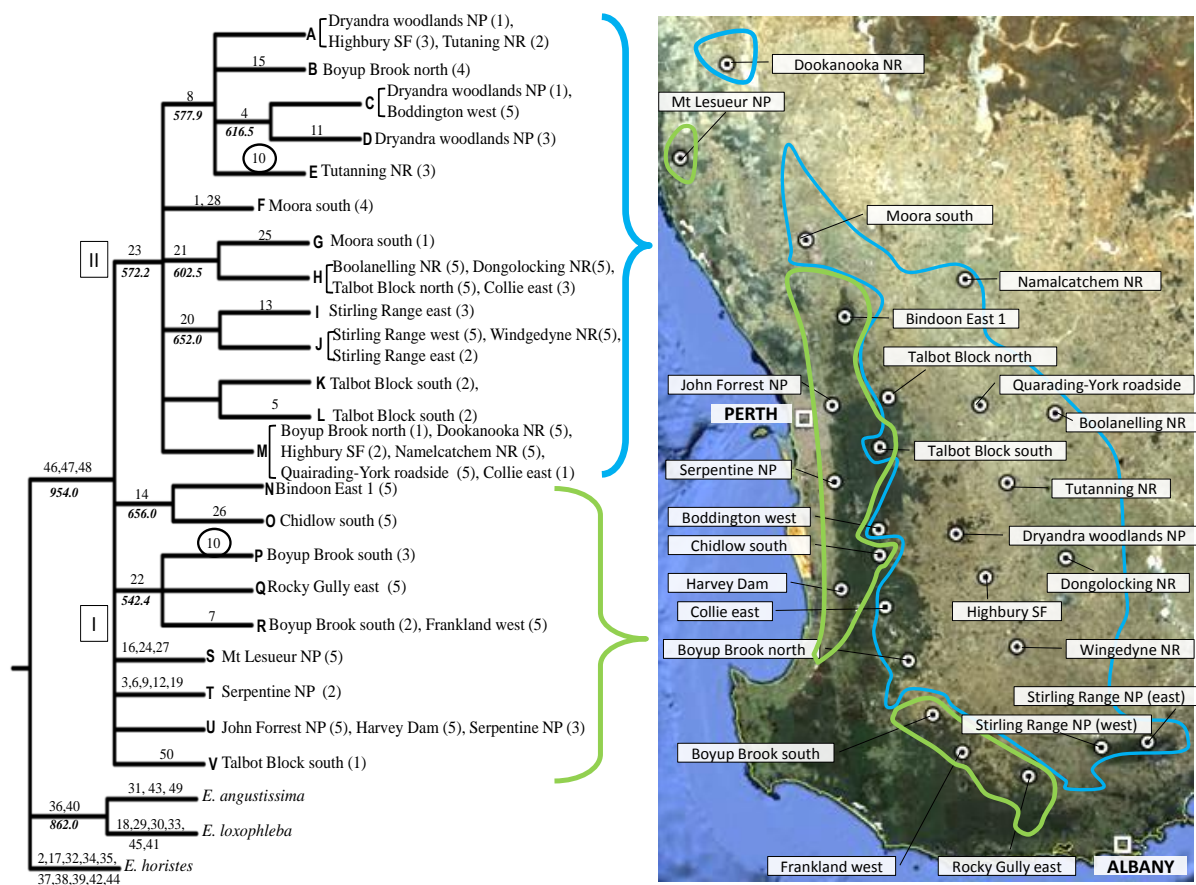 A Dryandra woodlands NP (1),
Highbury SF (3), Tutaning NR (2)
15
B Boyup Brook north (4)
8
577.9
4
616.5
C Dryandra woodlands NP (1),
Boddington west (5)
11
D Dryandra woodlands NP (3)
10
E Tutanning NR (3)
1, 28
F Moora south (4)
II
23
572.2
21
602.5
25
G Moora south (1)
H Boolanelling NR (5), Dongolocking NR(5),
Talbot Block north (5), Collie east (3)
20
652.0
13
I Stirling Range east (3)
J Stirling Range west (5), Windgedyne NR(5),
Stirling Range east (2)
K Talbot Block south (2),
5
L Talbot Block south (2)
M Boyup Brook north (1), Dookanooka NR (5),
Highbury SF (2), Namelcatchem NR (5),
Quairading-York roadside (5), Collie east (1)
46,47,48
954.0
14
656.0
N Bindoon East 1 (5)
26
O Chidlow south (5)
10
P Boyup Brook south (3)
22
542.4
Q Rocky Gully east (5)
7
R Boyup Brook south (2), Frankland west (5)
I
16,24,27
S Mt Lesueur NP (5)
3,6,9,12,19
T Serpentine NP (2)
U John Forrest NP (5), Harvey Dam (5), Serpentine NP (3)
50
V Talbot Block south (1)
36,40
862.0
31, 43, 49
E. angustissima
18,29,30,33,
45,41
E. loxophleba
2,17,32,34,35,
37,38,39,42,44
E. horistes
Dookanooka NR
Mt Lesueur NP
Moora south
Namalcatchem NR
Bindoon East 1
Talbot Block north
John Forrest NP
Quarading-York roadside
PERTH
Boolanelling NR
Talbot Block south
Serpentine NP
Tutanning NR
Boddington west
Dryandra woodlands NP
Chidlow south
Dongolocking NR
Harvey Dam
Highbury SF
Collie east
Boyup Brook north
Wingedyne NR
Stirling Range NP (east)
Stirling Range NP (west)
Boyup Brook south
Frankland west
Rocky Gully east
ALBANY